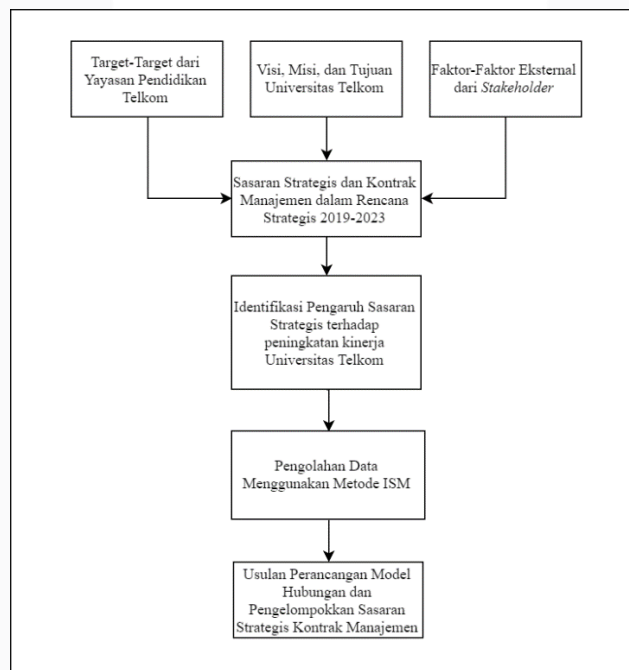 Target-Target dari
Yayasan Pendidikan
Telkom
Visi, Misi, dan Tujuan
Universitas Telkom
Faktor-Faktor Eksternal
dari Stakeholder
Sasaran Strategis dan Kontrak
Manajemen dalam Rencana
Strategis 2019-2023
Identifikasi Pengaruh Sasaran
Strategis terhadap
peningkatan kinerja
Universitas Telkom
Pengolahan Data
Menggunakan Metode ISM
Usulan Perancangan Model
Hubungan dan
Pengelompokkan Sasaran
Strategis Kontrak Manajemen